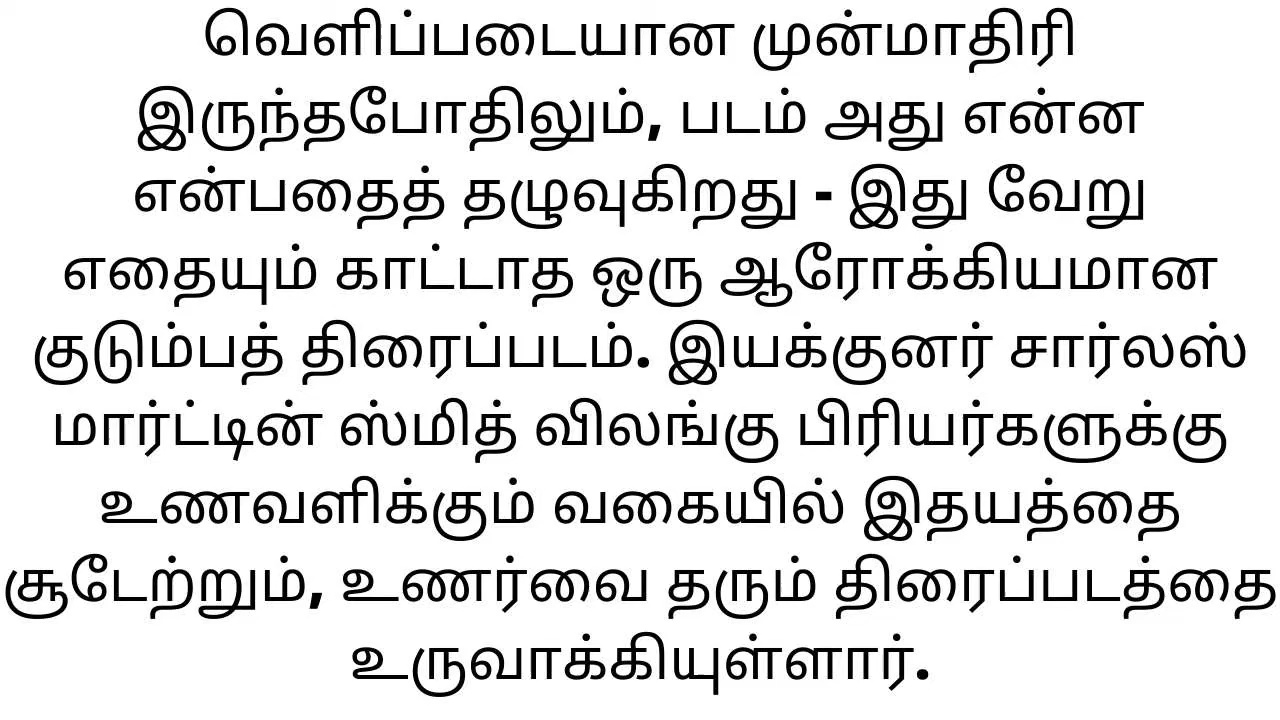 வெளிப்படையான முன்மாதிரி
இருந்தபோதிலும், படம் அது என்ன
என்பதைத் தழுவுகிறது - இது வேறு
எதையும் காட்டாத ஒரு ஆரோக்கியமான
குடும்பத் திரைப்படம். இயக்குனர் சார்லஸ்
மார்ட்டின் ஸ்மித் விலங்கு பிரியர்களுக்கு
உணவளிக்கும் வகையில் இதயத்தை
சூடேற்றும், உணர்வை தரும் திரைப்படத்தை
உருவாக்கியுள்ளார்.